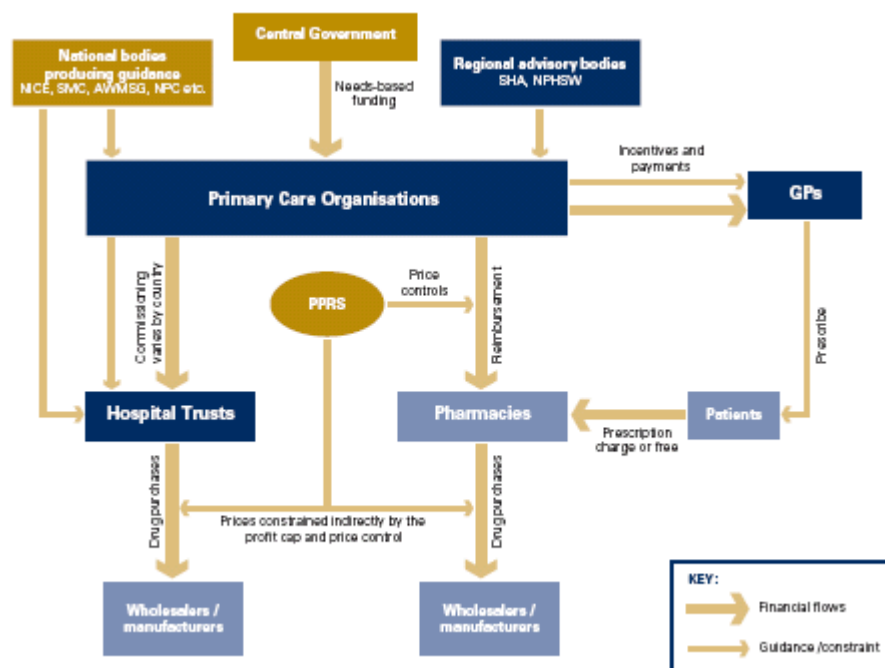 Central Government
National bodies
producing guidance
NICE, SMC, AWMSG, NPC etc.
Regional advisory bodies
SHA, NPHSW
Needs-based
funding
Incentives and
payments
Primary Care Organisations
GPs
Commissioning
varies by country
PPRS
Price
controls
Reimbursement
Prescribe
Hospital Trusts
Pharmacies
Patients
Prescription
charge or free
Drug purchases
Drug purchases
Prices constrained indirectly by the
profit cap and price control
Wholesalers /
manufacturers
Wholesalers /
manufacturers
KEY:
Financial flows
Guidance /constraint